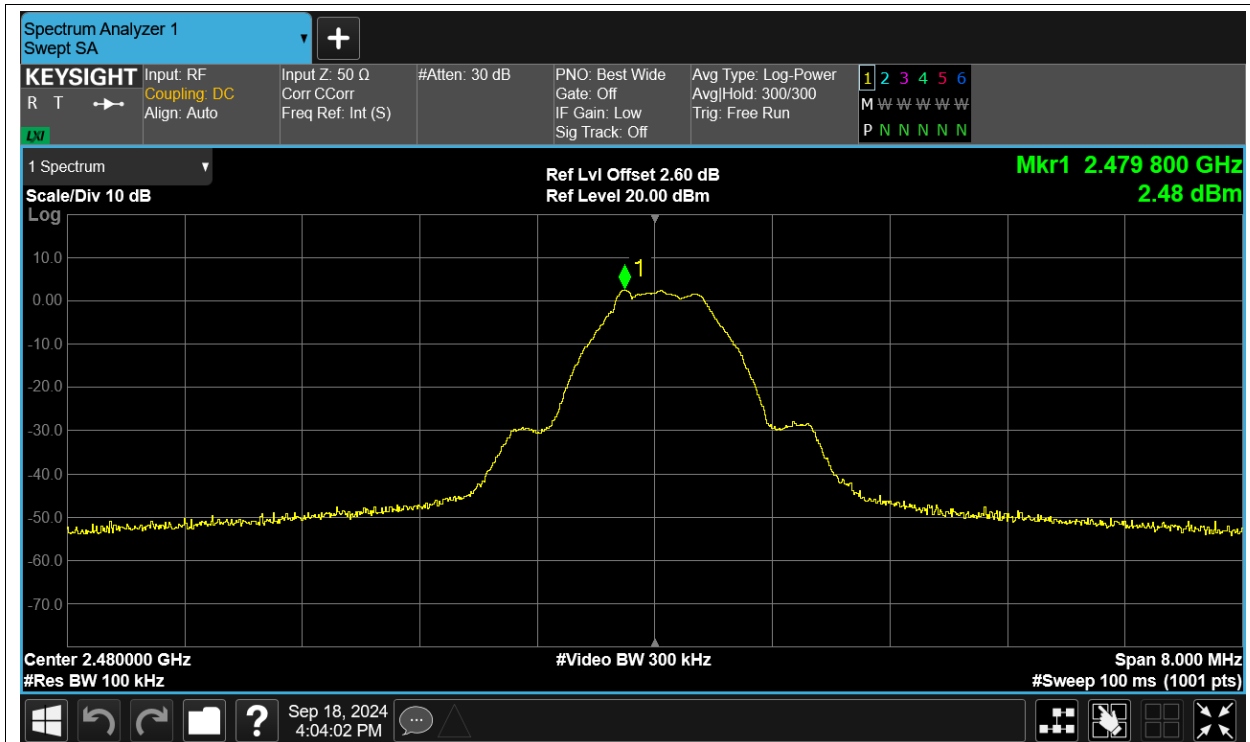 Spectrum Analyzer 1
Swept SA
KEYSIGHT
R T
LXI
Input: RF
Coupling: DC
Align: Auto
Input Z: 50 Ω
Corr CCorr
Freq Ref: Int (S)
#Atten: 30 dB
PNO: Best Wide
Gate: Off
IF Gain: Low
Sig Track: Off
Avg Type: Log-Power
Avg|Hold: 300/300
Trig: Free Run
1 2 3 4 5 6
M W W W W W
P N N N N N
1 Spectrum
Scale/Div 10 dB
Log
Ref Lvl Offset 2.60 dB
Ref Level 20.00 dBm
Mkr1 2.479 800 GHz
2.48 dBm
1
10.0
0.00
-10.0
-20.0
-30.0
-40.0
-50.0
-60.0
-70.0
Center 2.480000 GHz
#Res BW 100 kHz
#Video BW 300 kHz
Span 8.000 MHz
#Sweep 100 ms (1001 pts)
?
Sep 18, 2024
4:04:02 PM